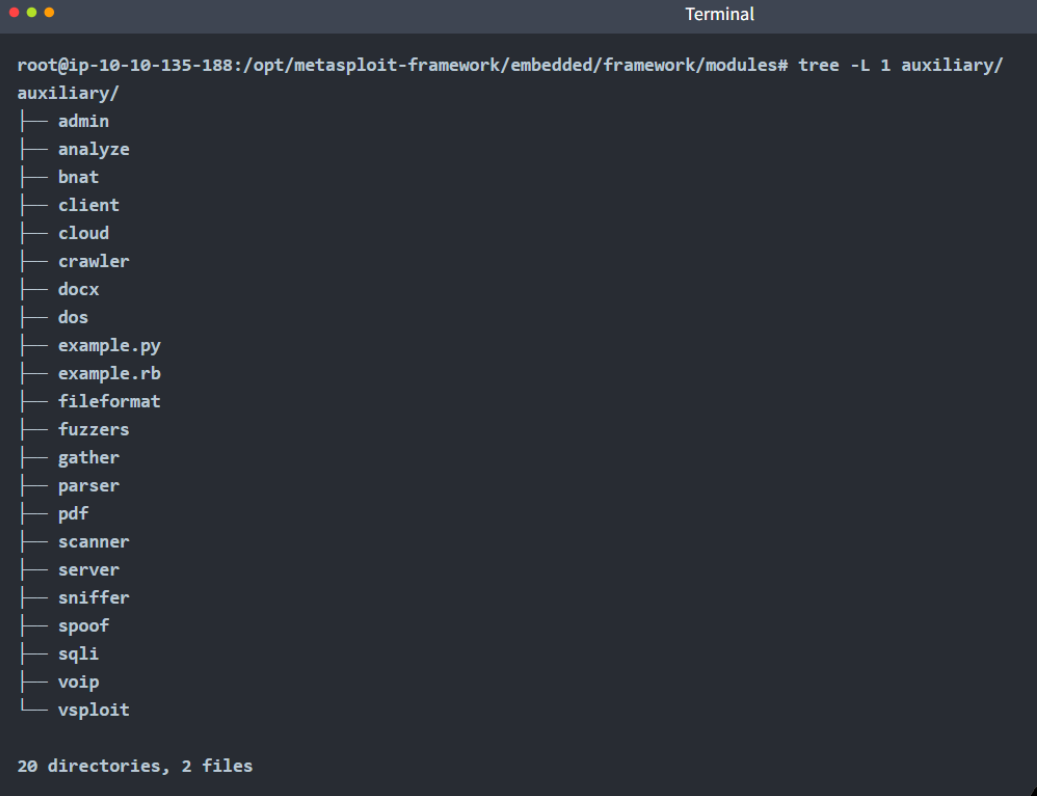 Terminal
root@ip-10-10-135-188:/opt/metasploit-framework/embedded/framework/modules# tree -L 1 auxiliary/
auxiliary/
├── admin
├── analyze
├── bnat
├── client
├── cloud
├── crawler
├── docx
├── dos
├── example.py
├── example.rb
├── fileformat
├── fuzzers
├── gather
├── parser
├── pdf
├── scanner
├── server
├── sniffer
├── spoof
├── sqli
├── voip
└── vsploit
20 directories, 2 files